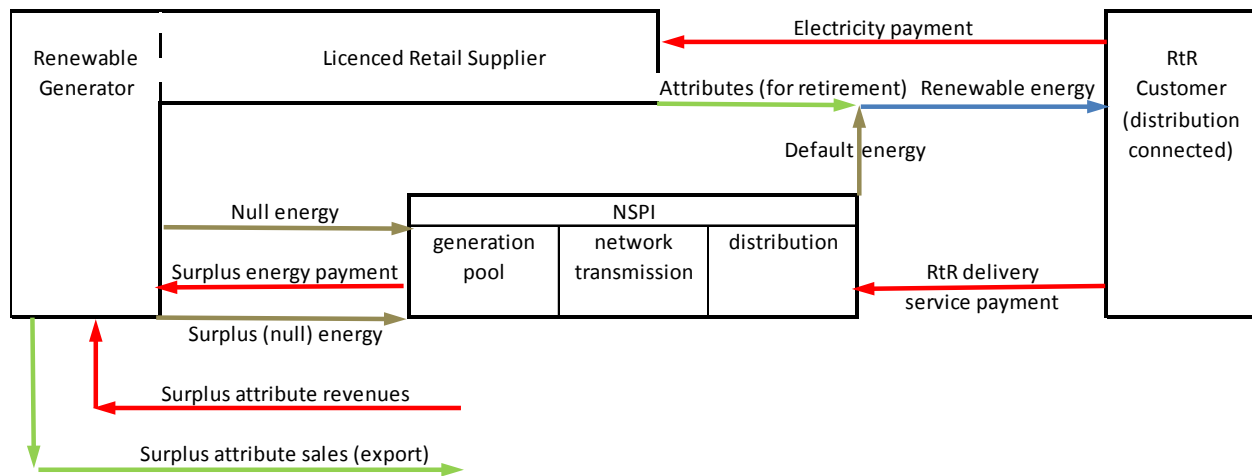 Electricity payment
Renewable
Generator
Licenced Retail Supplier
RtR
Customer
(distribution
connected)
Attributes (for retirement)
Renewable energy
Default energy
Null energy
NSPI
generation
pool
network
transmission
distribution
Surplus energy payment
RtR delivery
service payment
Surplus (null) energy
Surplus attribute revenues
Surplus attribute sales (export)